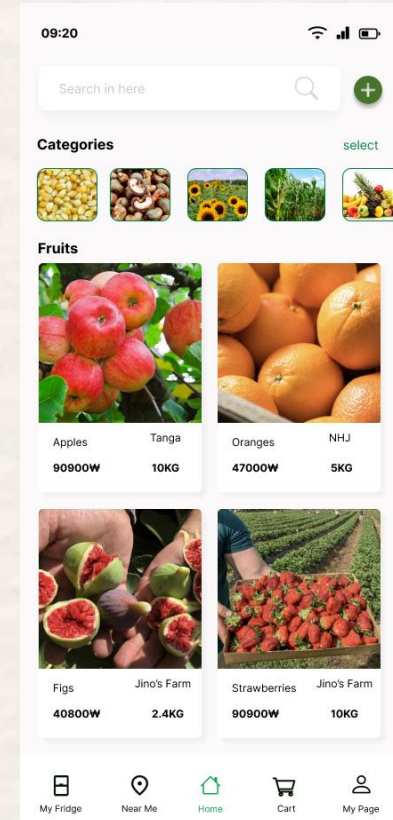 09:20
Search in here
Categories select
Fruits
Apples Tanga
90900₩ 10KG
Oranges NHJ
47000₩ 5KG
Figs Jino's Farm
40800₩ 2.4KG
Strawberries Jino's Farm
90900₩ 10KG
My Fridge Near Me Home Cart My Page